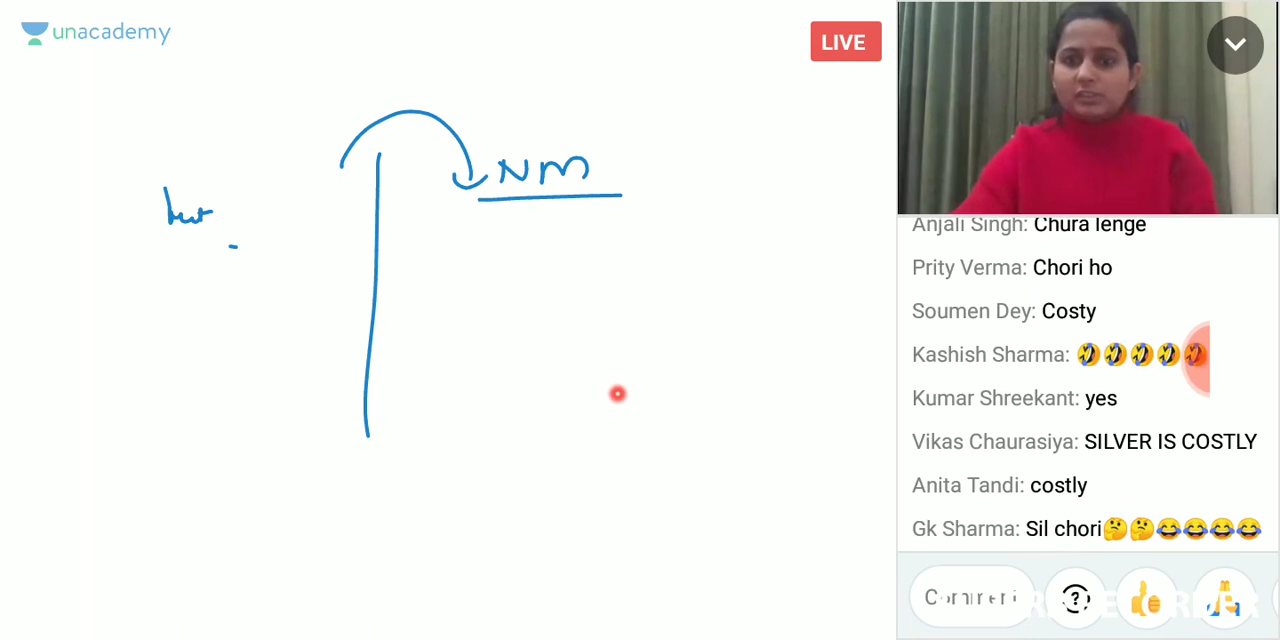 unacademy
LIVE
NM
Anjali Singh: Chura lenge
Prity Verma: Chori ho
Soumen Dey: Costy
Kashish Sharma: 🤣🤣🤣🤣🤣
Kumar Shreekant: yes
Vikas Chaurasiya: SILVER IS COSTLY
Anita Tandi: costly
Gk Sharma: Sil chori🤔🤔😂😂😂😂